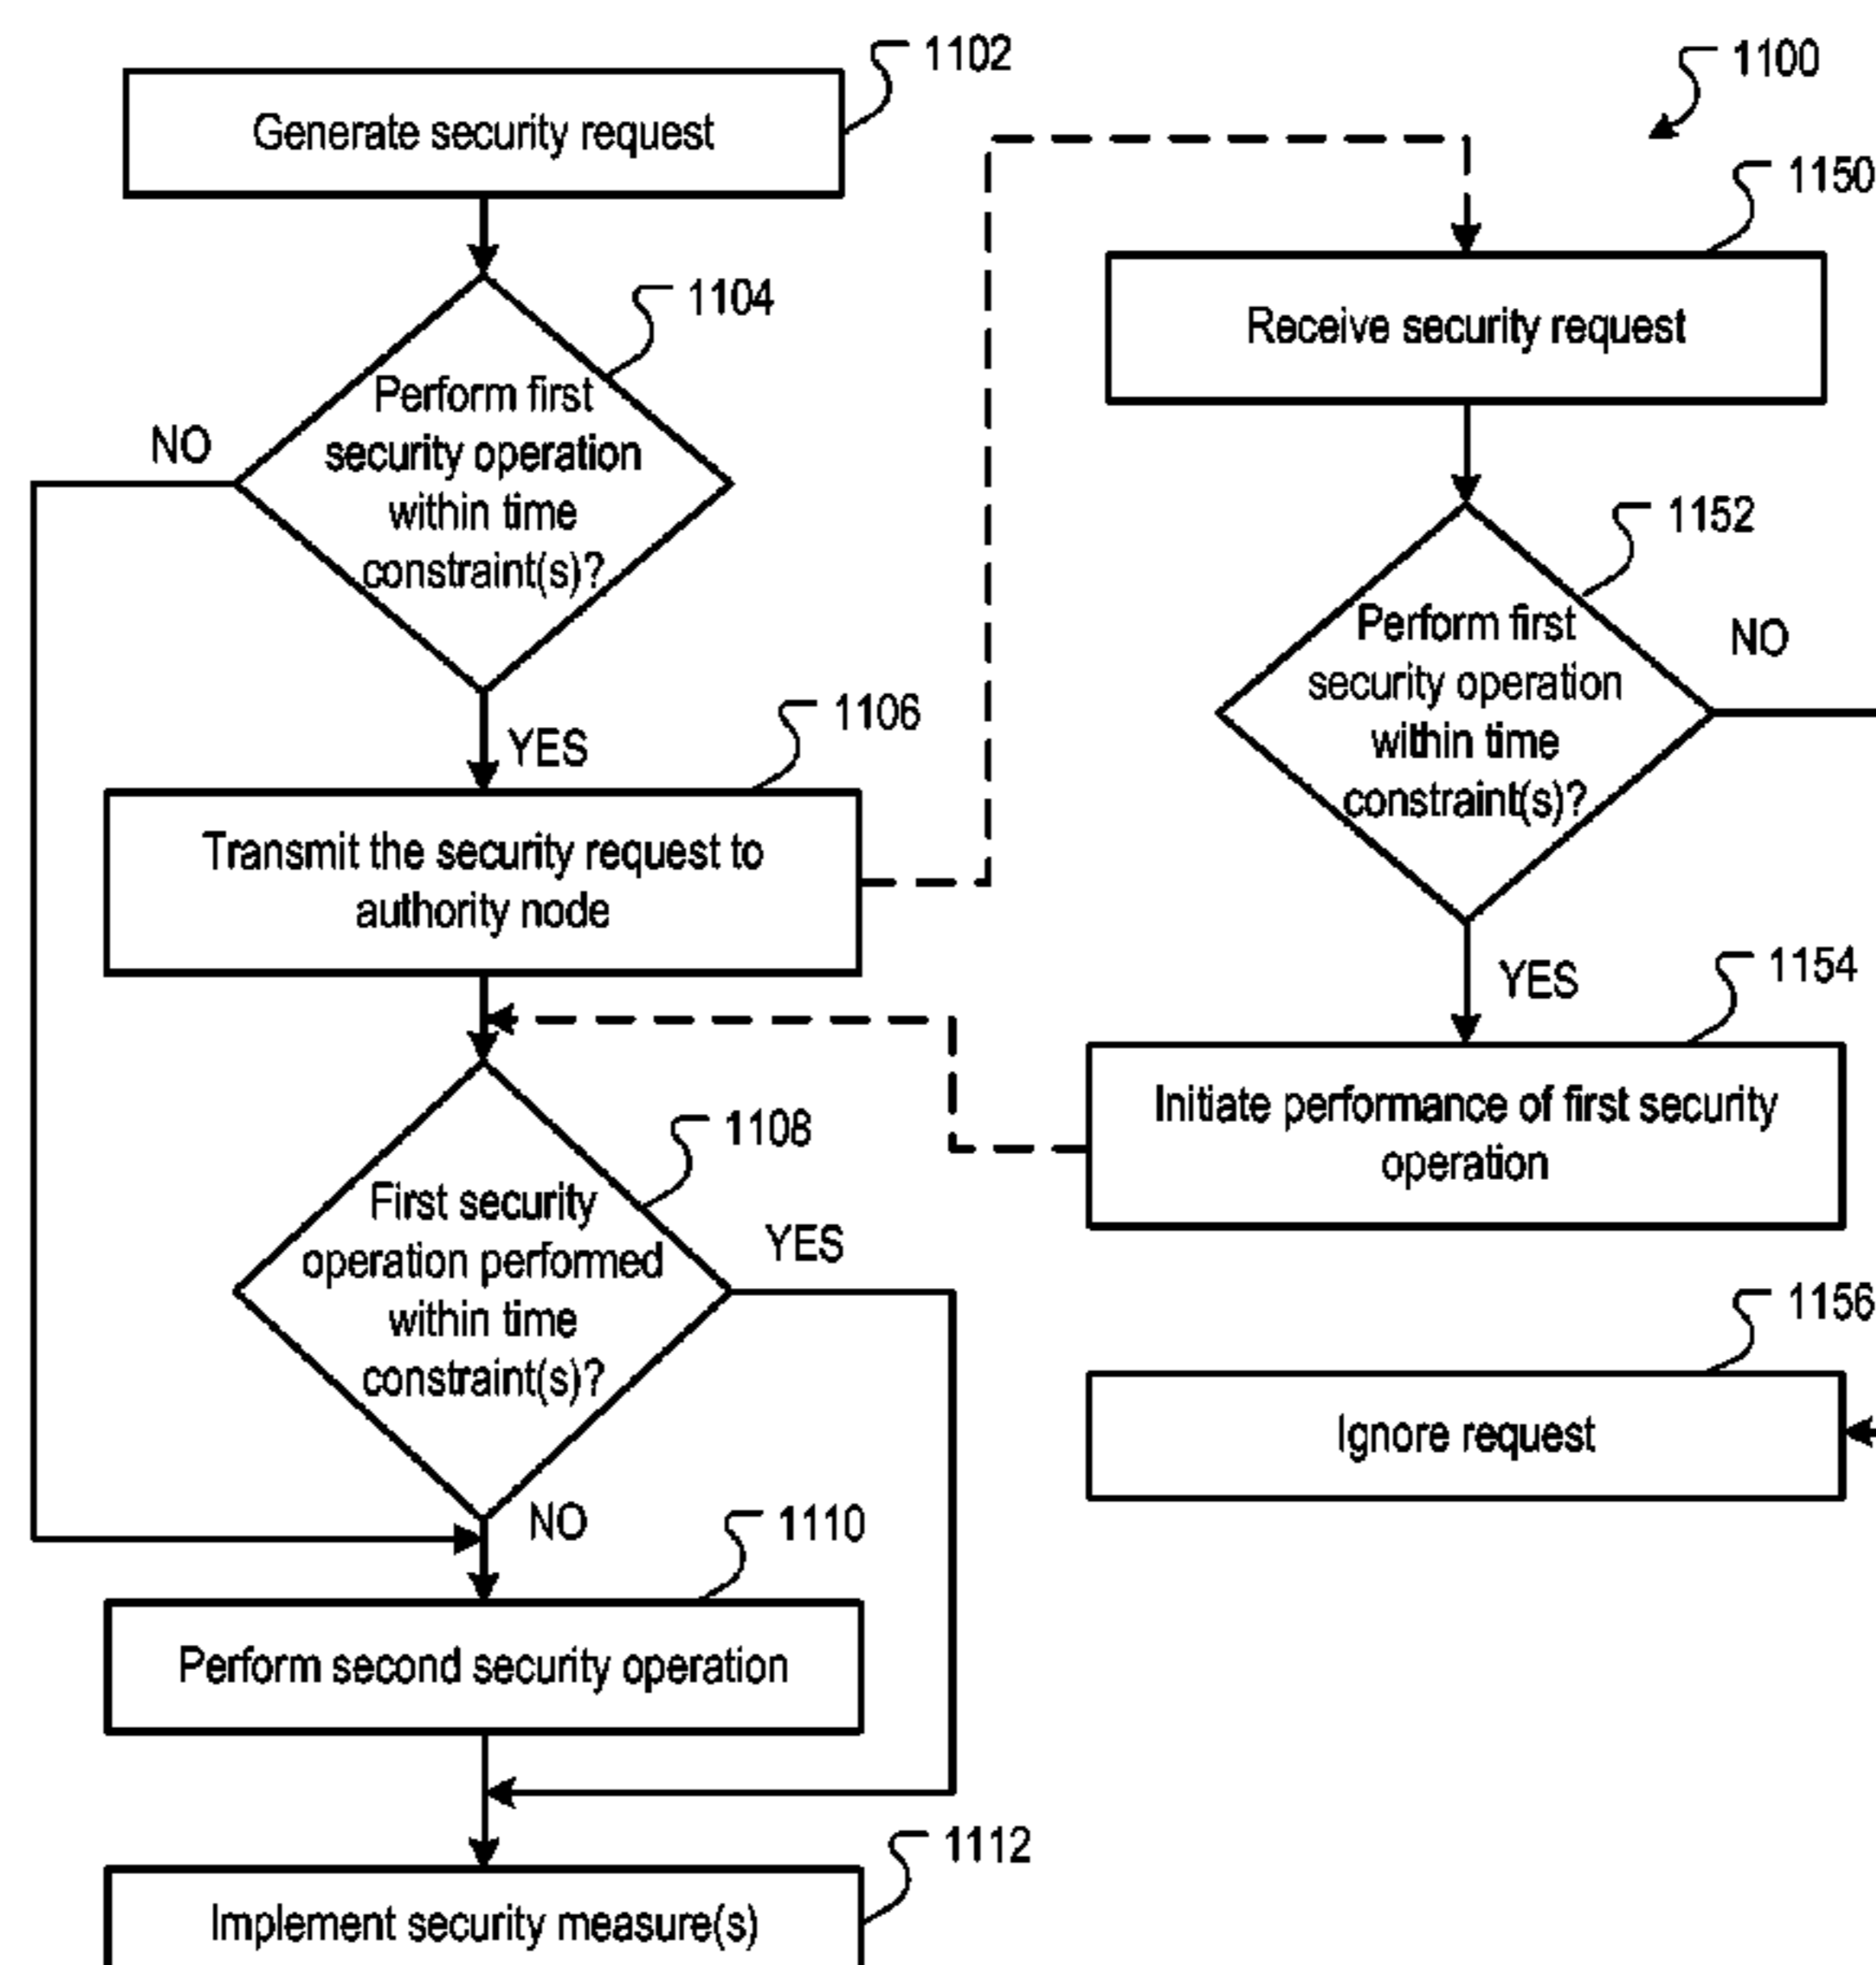 1102
Generate security request
1104
Perform first
security operation
within time
constraint(s)?
NO
YES
1106
Transmit the security request to
authority node
1108
First security
operation performed
within time
constraint(s)?
YES
NO
1110
Perform second security operation
1112
Implement security measure(s)
1100
1150
Receive security request
1152
Perform first
security operation
within time
constraint(s)?
NO
YES
1154
Initiate performance of first security
operation
1156
Ignore request